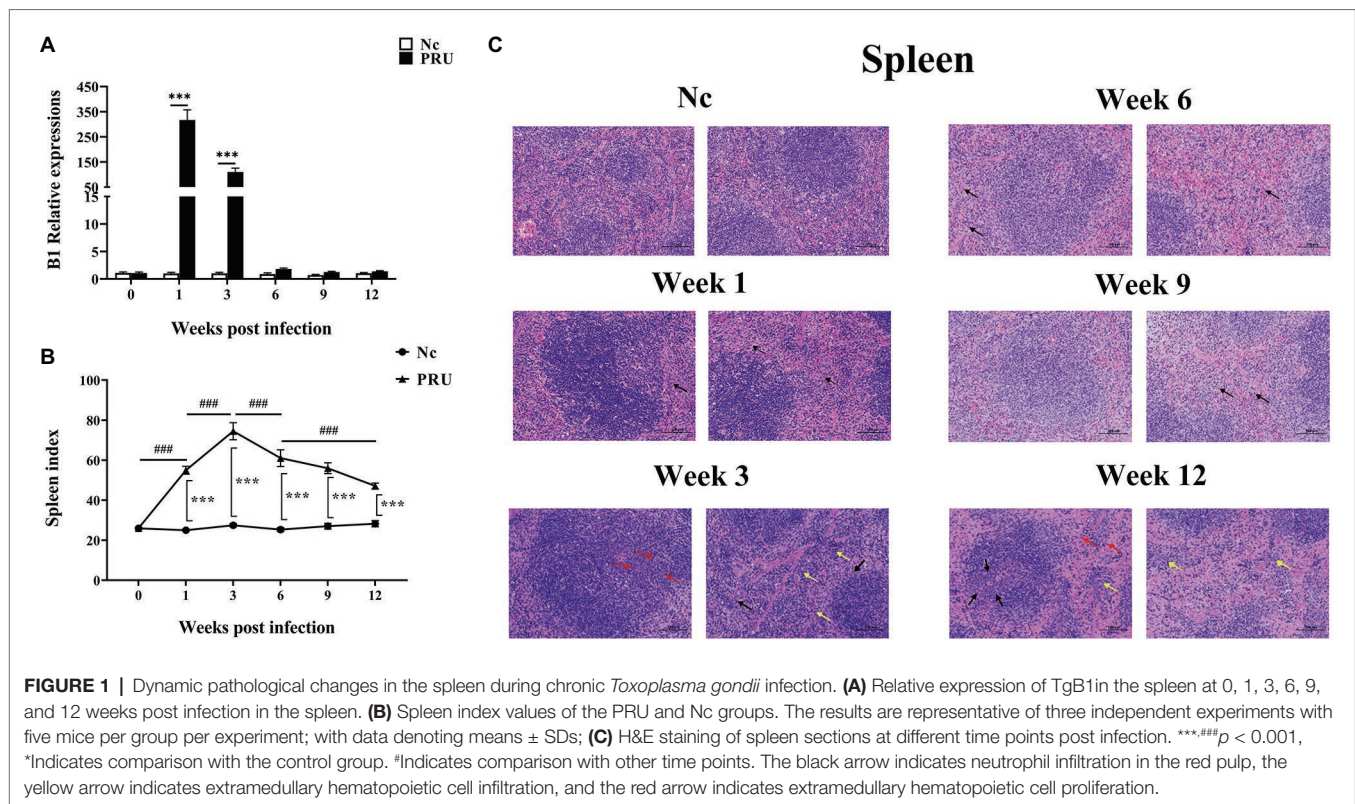 A
Nc
PRU
B1 Relative expressions
450
350
250
150
50
15
10
5
0
***
***
0 1 3 6 9 12
Weeks post infection
B
Nc
PRU
Spleen index
100
80
60
40
20
0
###
###
###
###
***
***
***
***
***
0 1 3 6 9 12
Weeks post infection
C
Spleen
Nc
Week 6
Week 1
Week 9
Week 3
Week 12
FIGURE 1 | Dynamic pathological changes in the spleen during chronic Toxoplasma gondii infection. (A) Relative expression of TgB1in the spleen at 0, 1, 3, 6, 9,
and 12 weeks post infection in the spleen. (B) Spleen index values of the PRU and Nc groups. The results are representative of three independent experiments with
five mice per group per experiment; with data denoting means ± SDs; (C) H&E staining of spleen sections at different time points post infection. ***,###p < 0.001,
*Indicates comparison with the control group. #Indicates comparison with other time points. The black arrow indicates neutrophil infiltration in the red pulp, the
yellow arrow indicates extramedullary hematopoietic cell infiltration, and the red arrow indicates extramedullary hematopoietic cell proliferation.